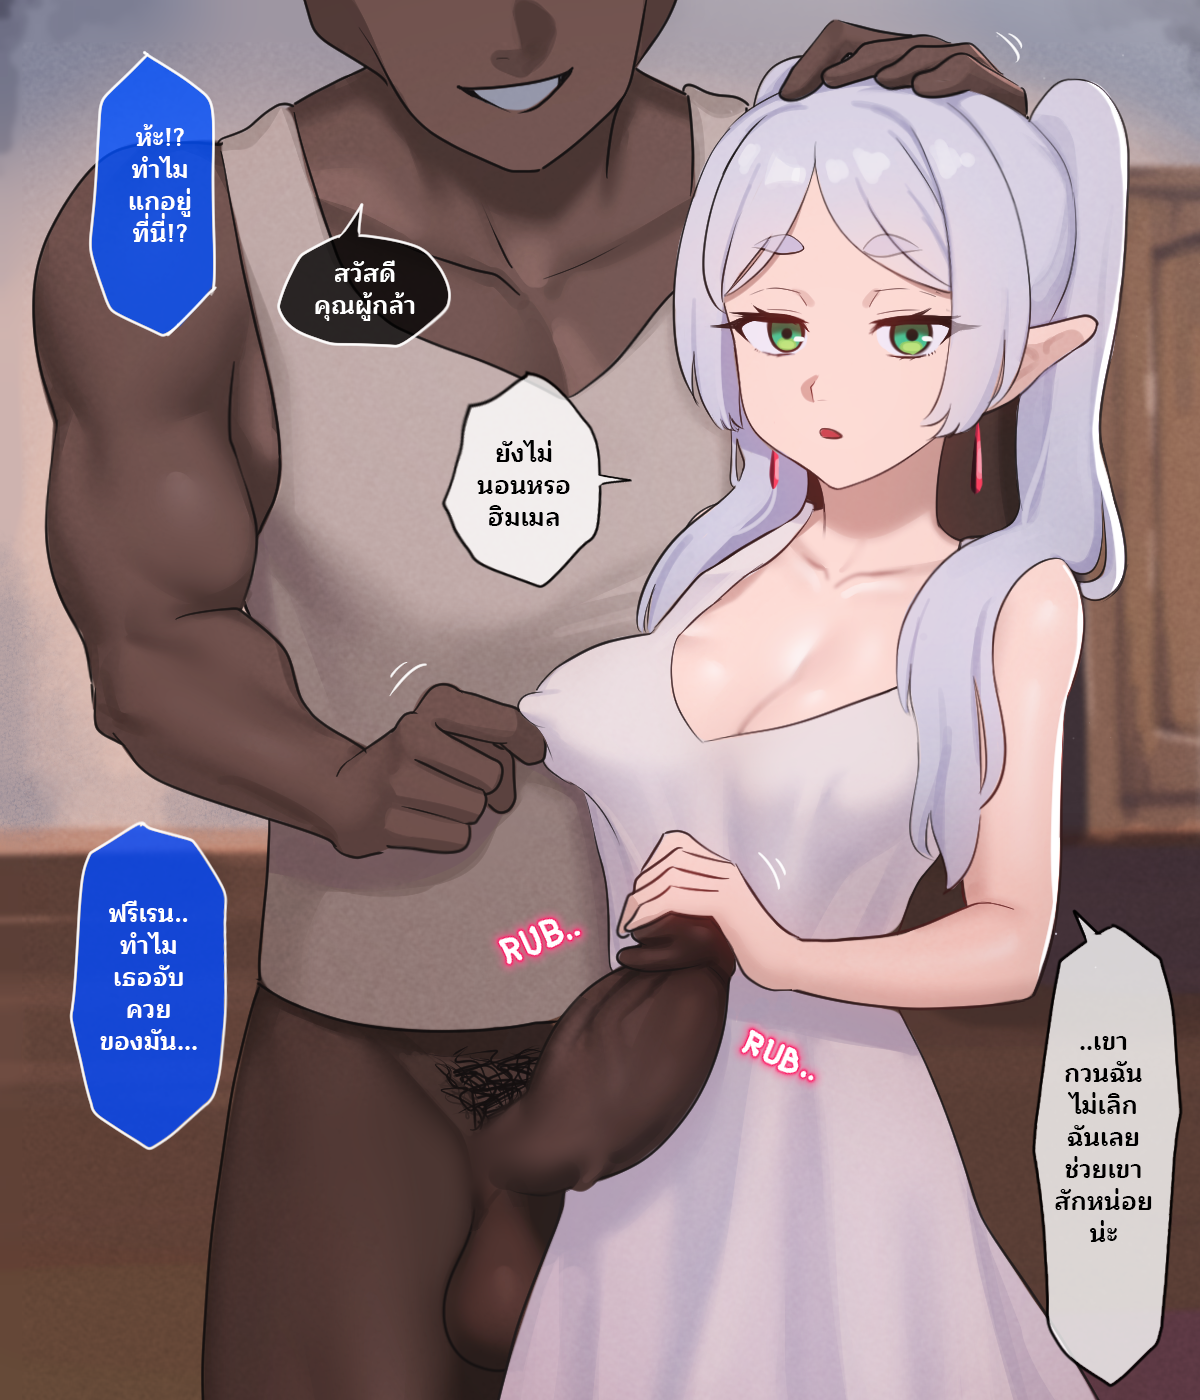 ห้ะ!?
ทำไม
แกอยู่
ที่นี่!?
สวัสดี
คุณผู้กล้า
ยังไม่
นอนหรอ
ฮิมเมล
ฟรีเรน..
ทำไม
เธอจับ
ควย
ของมัน...
RUB..
RUB..
..เขา
กวนฉัน
ไม่เลิก
ฉันเลย
ช่วยเขา
สักหน่อย
น่ะ